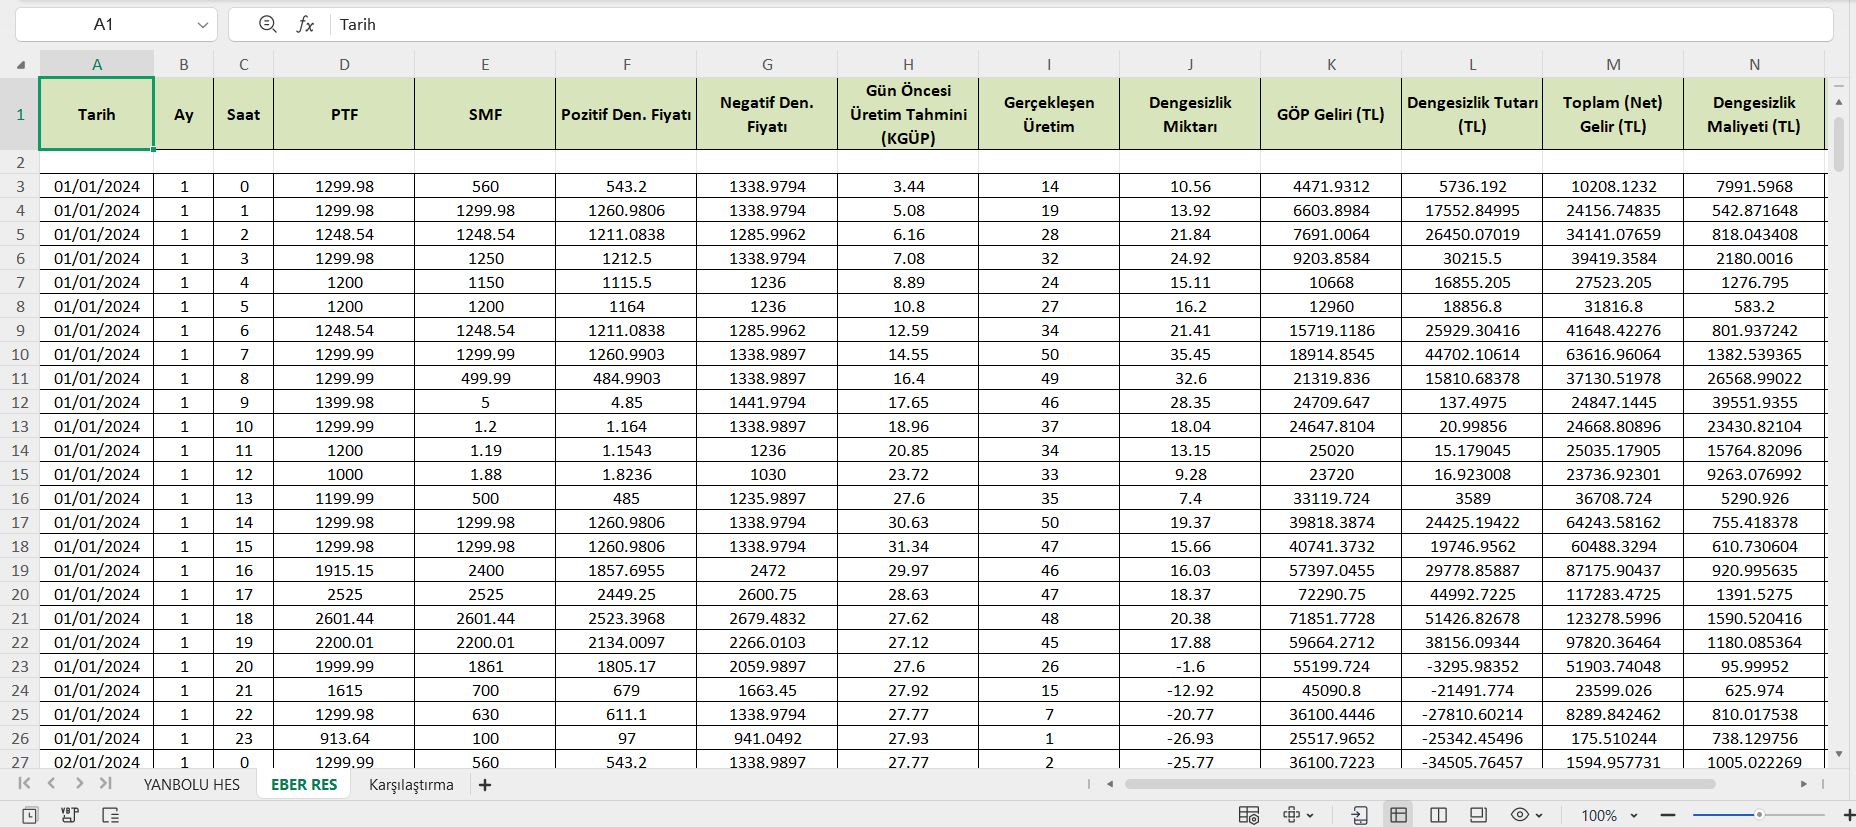 A1
fx Tarih
A B C D E F G H I J K L M N
1 Tarih Ay Saat PTF SMF Pozitif Den. Fiyatı Negatif Den. Fiyatı Gün Öncesi Üretim Tahmini (KGÜP) Gerçekleşen Üretim Dengesizlik Miktarı GÖP Geliri (TL) Dengesizlik Tutarı (TL) Toplam (Net) Gelir (TL) Dengesizlik Maliyeti (TL)
2
3 01/01/2024 1 0 1299.98 560 543.2 1338.9794 3.44 14 10.56 4471.9312 5736.192 10208.1232 7991.5968
4 01/01/2024 1 1 1299.98 1299.98 1260.9806 1338.9794 5.08 19 13.92 6603.8984 17552.84995 24156.74835 542.871648
5 01/01/2024 1 2 1248.54 1248.54 1211.0838 1285.9962 6.16 28 21.84 7691.0064 26450.07019 34141.07659 818.043408
6 01/01/2024 1 3 1299.98 1250 1212.5 1338.9794 7.08 32 24.92 9203.8584 30215.5 39419.3584 2180.0016
7 01/01/2024 1 4 1200 1150 1115.5 1236 8.89 24 15.11 10668 16855.205 27523.205 1276.795
8 01/01/2024 1 5 1200 1200 1164 1236 10.8 27 16.2 12960 18856.8 31816.8 583.2
9 01/01/2024 1 6 1248.54 1248.54 1211.0838 1285.9962 12.59 34 21.41 15719.1186 25929.30416 41648.42276 801.937242
10 01/01/2024 1 7 1299.99 1299.99 1260.9903 1338.9897 14.55 50 35.45 18914.8545 44702.10614 63616.96064 1382.539365
11 01/01/2024 1 8 1299.99 499.99 484.9903 1338.9897 16.4 49 32.6 21319.836 15810.68378 37130.51978 26568.99022
12 01/01/2024 1 9 1399.98 5 4.85 1441.9794 17.65 46 28.35 24709.647 137.4975 24847.1445 39551.9355
13 01/01/2024 1 10 1299.99 1.2 1.164 1338.9897 18.96 37 18.04 24647.8104 20.99856 24668.80896 23430.82104
14 01/01/2024 1 11 1200 1.19 1.1543 1236 20.85 34 13.15 25020 15.179045 25035.17905 15764.82096
15 01/01/2024 1 12 1000 1.88 1.8236 1030 23.72 33 9.28 23720 16.923008 23736.92301 9263.076992
16 01/01/2024 1 13 1199.99 500 485 1235.9897 27.6 35 7.4 33119.724 3589 36708.724 5290.926
17 01/01/2024 1 14 1299.98 1299.98 1260.9806 1338.9794 30.63 50 19.37 39818.3874 24425.19422 64243.58162 755.418378
18 01/01/2024 1 15 1299.98 1299.98 1260.9806 1338.9794 31.34 47 15.66 40741.3732 19746.9562 60488.3294 610.730604
19 01/01/2024 1 16 1915.15 2400 1857.6955 2472 29.97 46 16.03 57397.0455 29778.85887 87175.90437 920.995635
20 01/01/2024 1 17 2525 2525 2449.25 2600.75 28.63 47 18.37 72290.75 44992.7225 117283.4725 1391.5275
21 01/01/2024 1 18 2601.44 2601.44 2523.3968 2679.4832 27.62 48 20.38 71851.7728 51426.82678 123278.5996 1590.520416
22 01/01/2024 1 19 2200.01 2200.01 2134.0097 2266.0103 27.12 45 17.88 59664.2712 38156.09344 97820.36464 1180.085364
23 01/01/2024 1 20 1999.99 1861 1805.17 2059.9897 27.6 26 -1.6 55199.724 -3295.98352 51903.74048 95.99952
24 01/01/2024 1 21 1615 700 679 1663.45 27.92 15 -12.92 45090.8 -21491.774 23599.026 625.974
25 01/01/2024 1 22 1299.98 630 611.1 1338.9794 27.77 7 -20.77 36100.4446 -27810.60214 8289.842462 810.017538
26 01/01/2024 1 23 913.64 100 97 941.0492 27.93 1 -26.93 25517.9652 -25342.45496 175.510244 738.129756
27 02/01/2024 1 0 1299.99 560 543.2 1338.9897 27.77 2 -25.77 36100.7223 -34505.76457 1594.957731 1005.022269
YANBOLU HES EBER RES Karşılaştırma +
100%